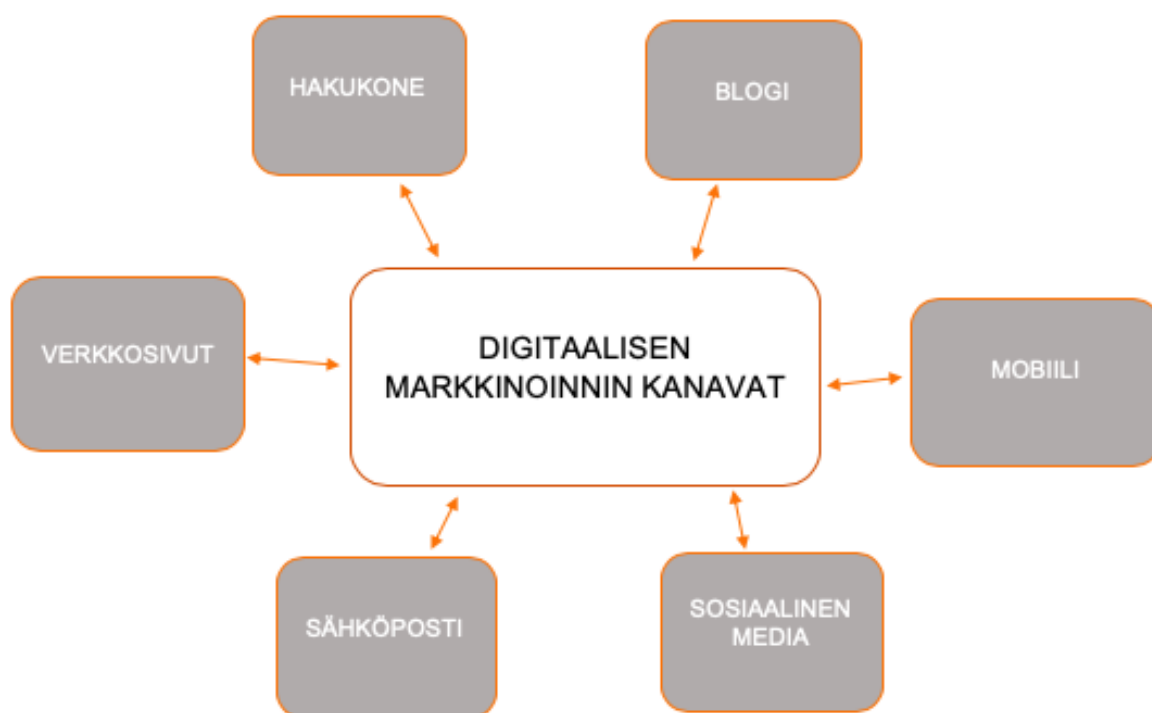 HAKUKONE
BLOGI
VERKKOSIVUT
DIGITAALISEN
MARKKINOINNIN KANAVAT
MOBIILI
SÄHKÖPOSTI
SOSIAALINEN
MEDIA